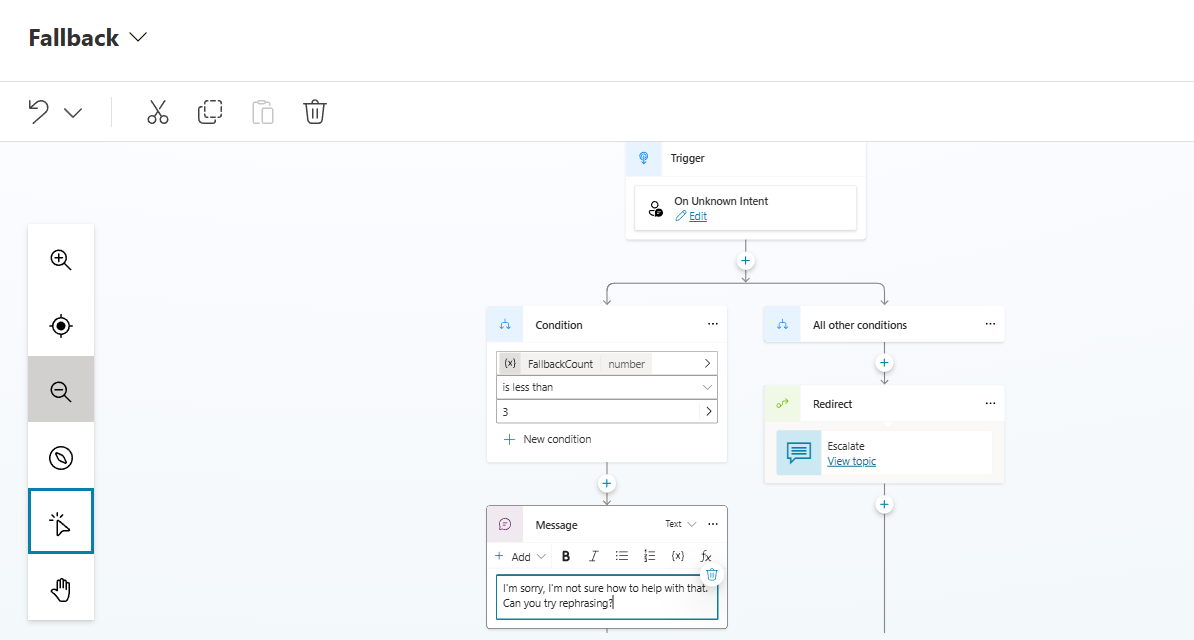 Fallback
Trigger
On Unknown Intent
Edit
Condition
(x) FallbackCount number
is less than
3
New condition
All other conditions
Redirect
Escalate
View topic
Message Text
Add B I (x) fx
I'm sorry, I'm not sure how to help with that.
Can you try rephrasing?